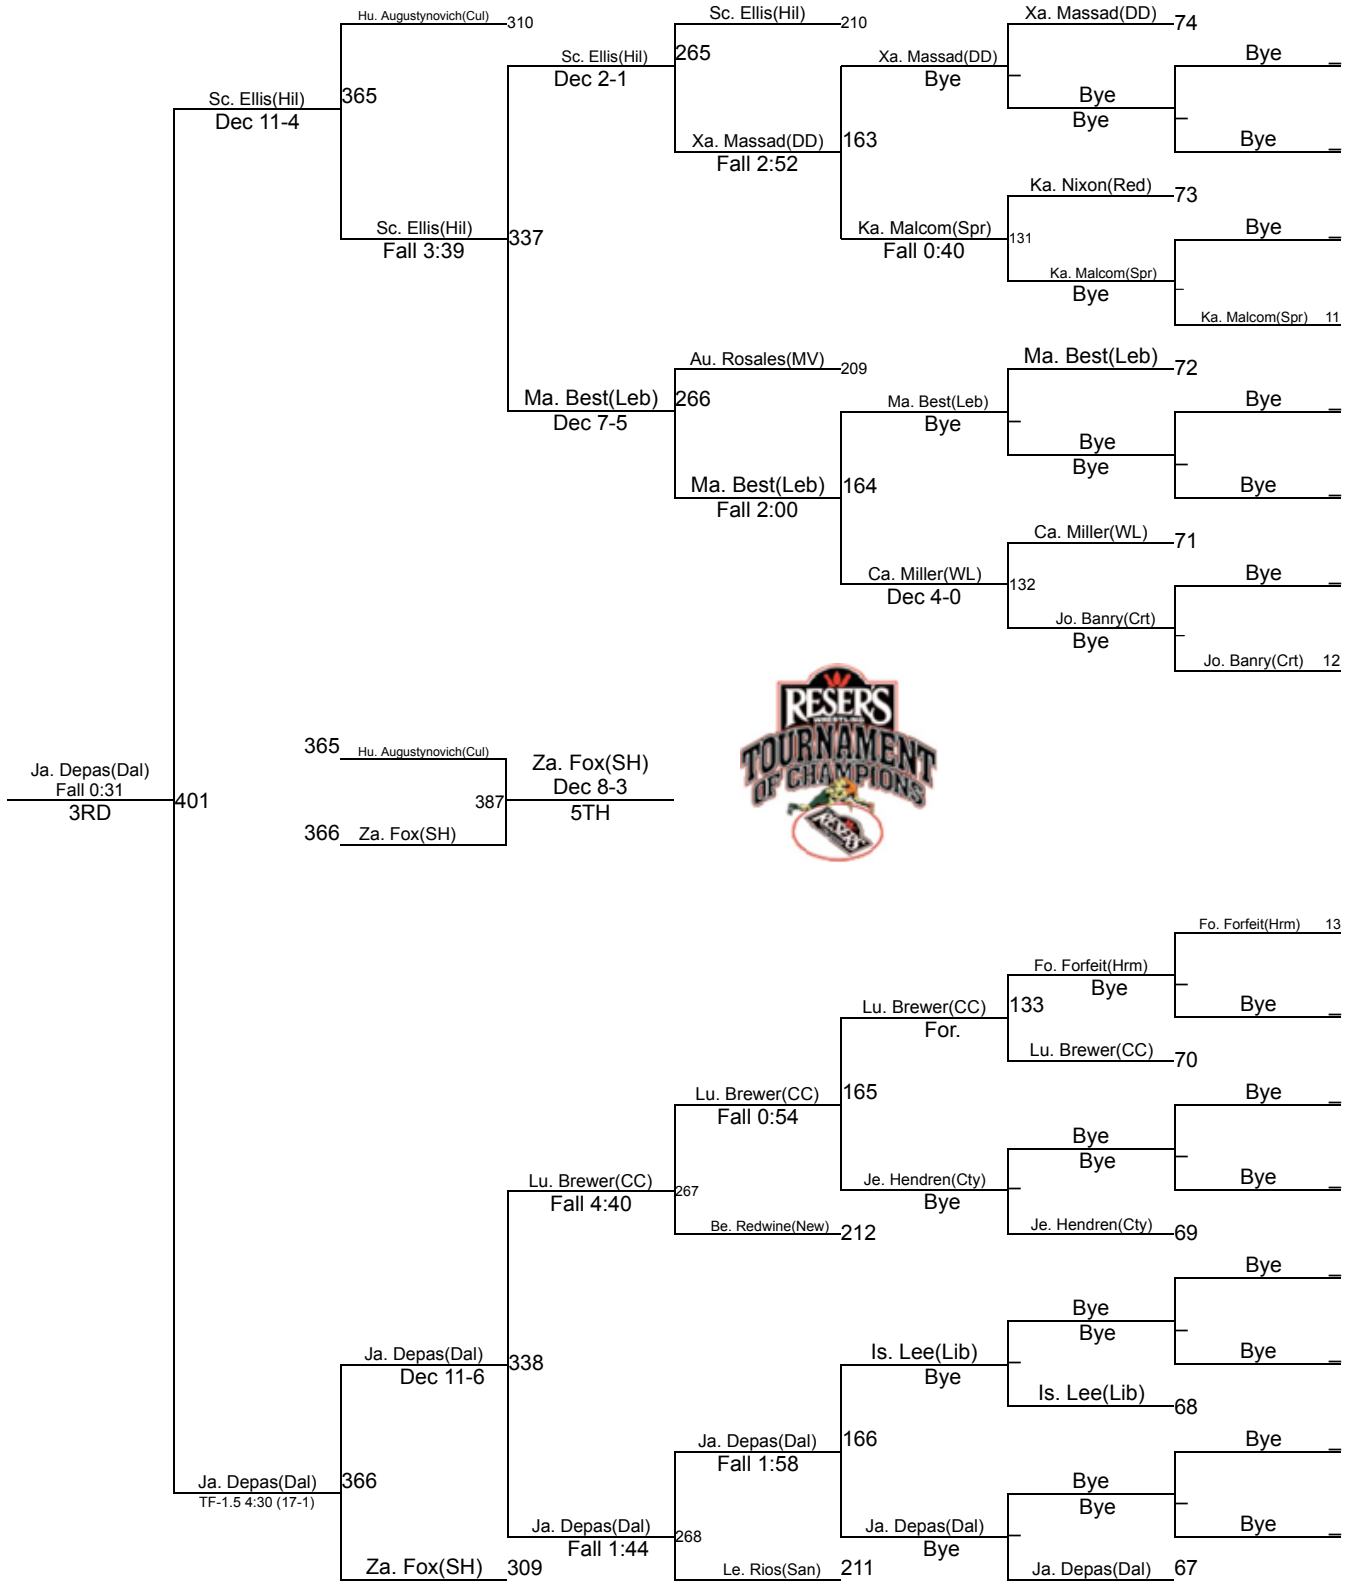 Hu. Augustynovich(Cul) 310
Sc. Ellis(Hil) 210
Xa. Massad(DD) 74
Bye _
Sc. Ellis(Hil) 265
Dec 2-1
Xa. Massad(DD)
Bye
_
Bye
Bye
_
Sc. Ellis(Hil) 365
Dec 11-4
Xa. Massad(DD) 163
Fall 2:52
Bye _
Ka. Nixon(Red) 73
Sc. Ellis(Hil) 337
Fall 3:39
Ka. Malcom(Spr) 131
Fall 0:40
Bye _
Ka. Malcom(Spr)
Bye
_
Ka. Malcom(Spr) 11
Au. Rosales(MV) 209
Ma. Best(Leb) 72
Ma. Best(Leb) 266
Dec 7-5
Ma. Best(Leb)
Bye
_
Bye _
Bye
Bye
_
Ma. Best(Leb) 164
Fall 2:00
Bye _
Ca. Miller(WL) 71
Ca. Miller(WL) 132
Dec 4-0
Bye _
Jo. Banry(Crt)
Bye
_
Jo. Banry(Crt) 12
RESER'S
WRESTLING
TOURNAMENT
OF CHAMPIONS
RESER'S
365 Hu. Augustynovich(Cul)
Za. Fox(SH)
Dec 8-3
387
5TH
Ja. Depas(Dal)
Fall 0:31
3RD
401
366 Za. Fox(SH)
Fo. Forfeit(Hrm) 13
Fo. Forfeit(Hrm)
Bye
_
Lu. Brewer(CC) 133
For.
Bye _
Lu. Brewer(CC) 70
Lu. Brewer(CC) 165
Fall 0:54
Bye _
Bye
Bye
_
Lu. Brewer(CC) 267
Fall 4:40
Je. Hendren(Cty)
Bye
_
Bye _
Be. Redwine(New) 212
Je. Hendren(Cty) 69
Bye _
Bye
Bye
_
Ja. Depas(Dal) 338
Dec 11-6
Is. Lee(Lib)
Bye
_
Bye _
Is. Lee(Lib) 68
Ja. Depas(Dal) 166
Fall 1:58
Bye _
Ja. Depas(Dal) 366
TF-1.5 4:30 (17-1)
Bye
Bye
_
Ja. Depas(Dal) 268
Fall 1:44
Ja. Depas(Dal)
Bye
_
Bye _
Za. Fox(SH) 309
Le. Rios(San) 211
Ja. Depas(Dal) 67